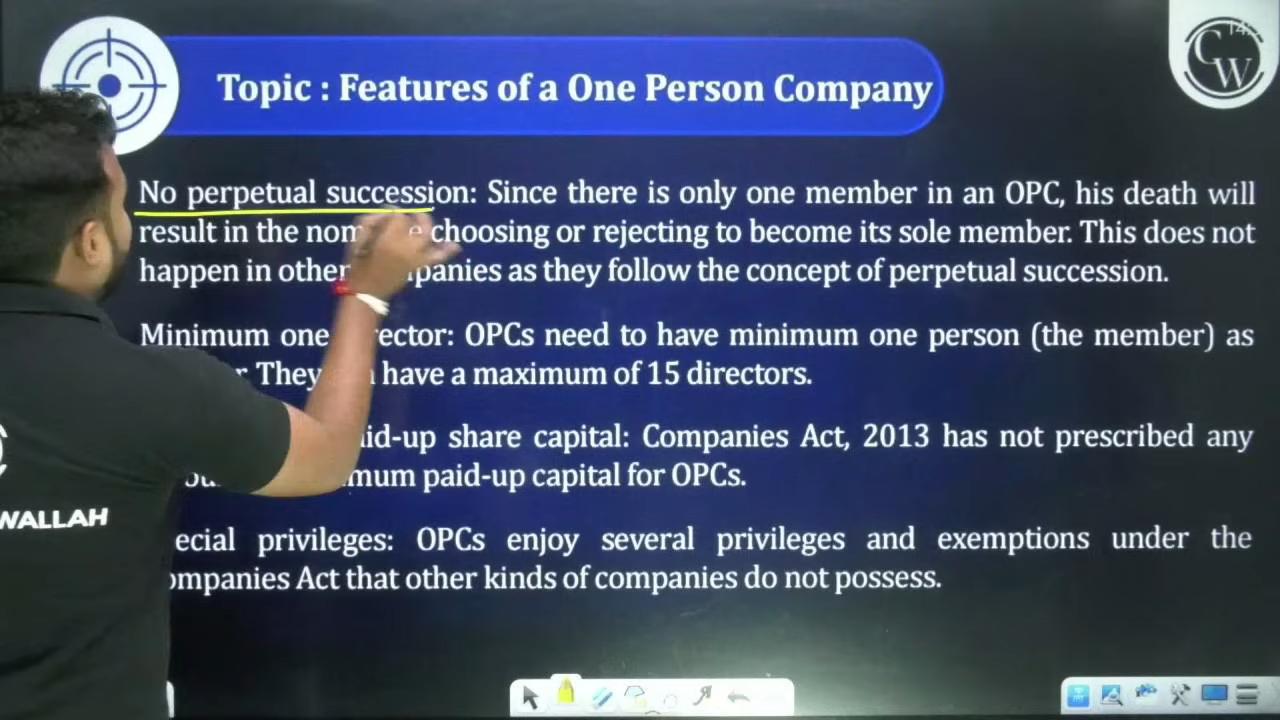 Topic : Features of a One Person Company
CW
No perpetual succession: Since there is only one member in an OPC, his death will
result in the choosing or rejecting to become its sole member. This does not
happen in other as they follow the concept of perpetual succession.
Minimum one OPCs need to have minimum one person (the member) as
They have a maximum of 15 directors.
share capital: Companies Act, 2013 has not prescribed any
paid-up capital for OPCs.
privileges: OPCs enjoy several privileges and exemptions under the
Act that other kinds of companies do not possess.
WALLAH